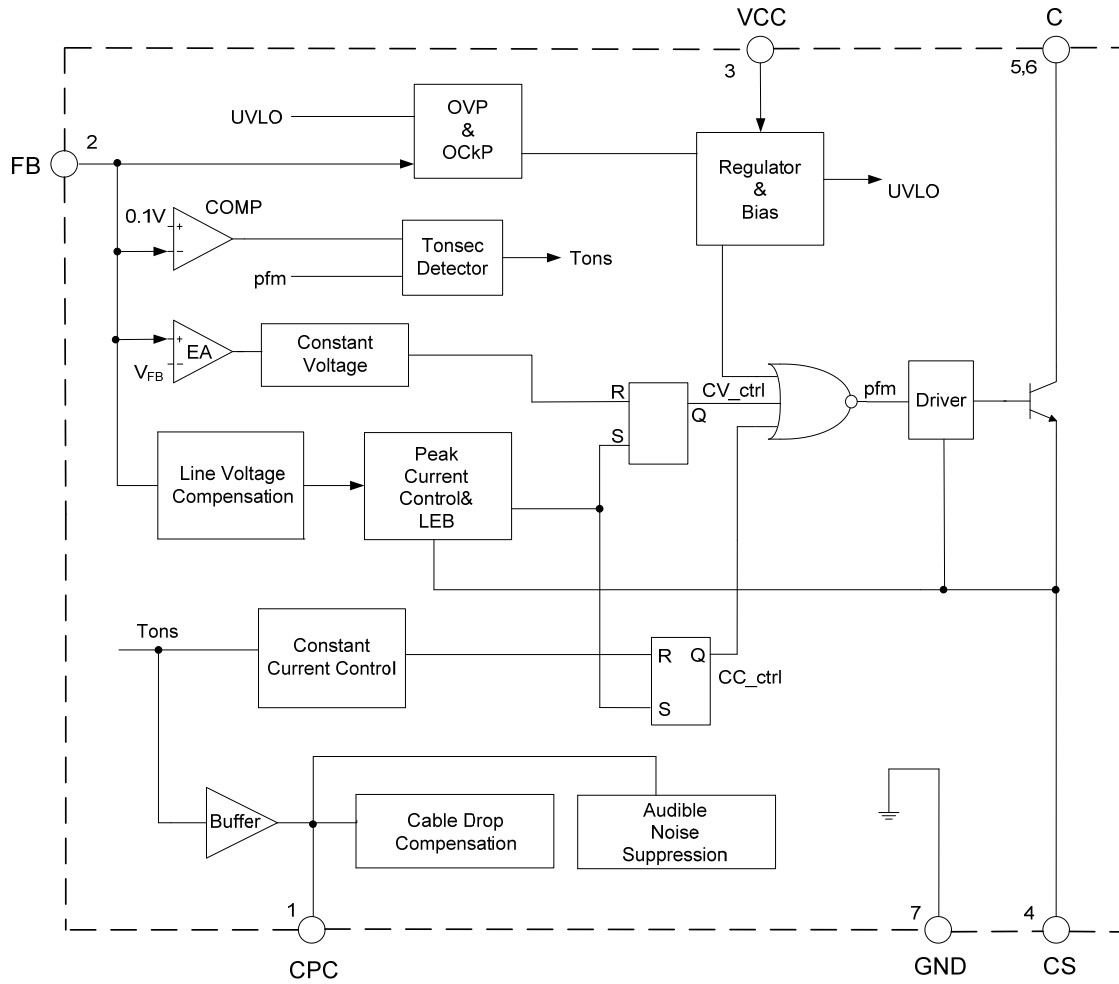 VCC
C
3
5,6
FB
2
UVLO
OVP
&
OCkP
Regulator
&
Bias
UVLO
0.1V
+
−
COMP
Tonsec
Detector
Tons
pfm
+
−
EA
VFB
Constant
Voltage
R
S
Q
CV_ctrl
pfm
Driver
Line Voltage
Compensation
Peak
Current
Control&
LEB
Tons
Constant
Current Control
R Q
S
CC_ctrl
Buffer
Cable Drop
Compensation
Audible
Noise
Suppression
1
7
4
CPC
GND
CS